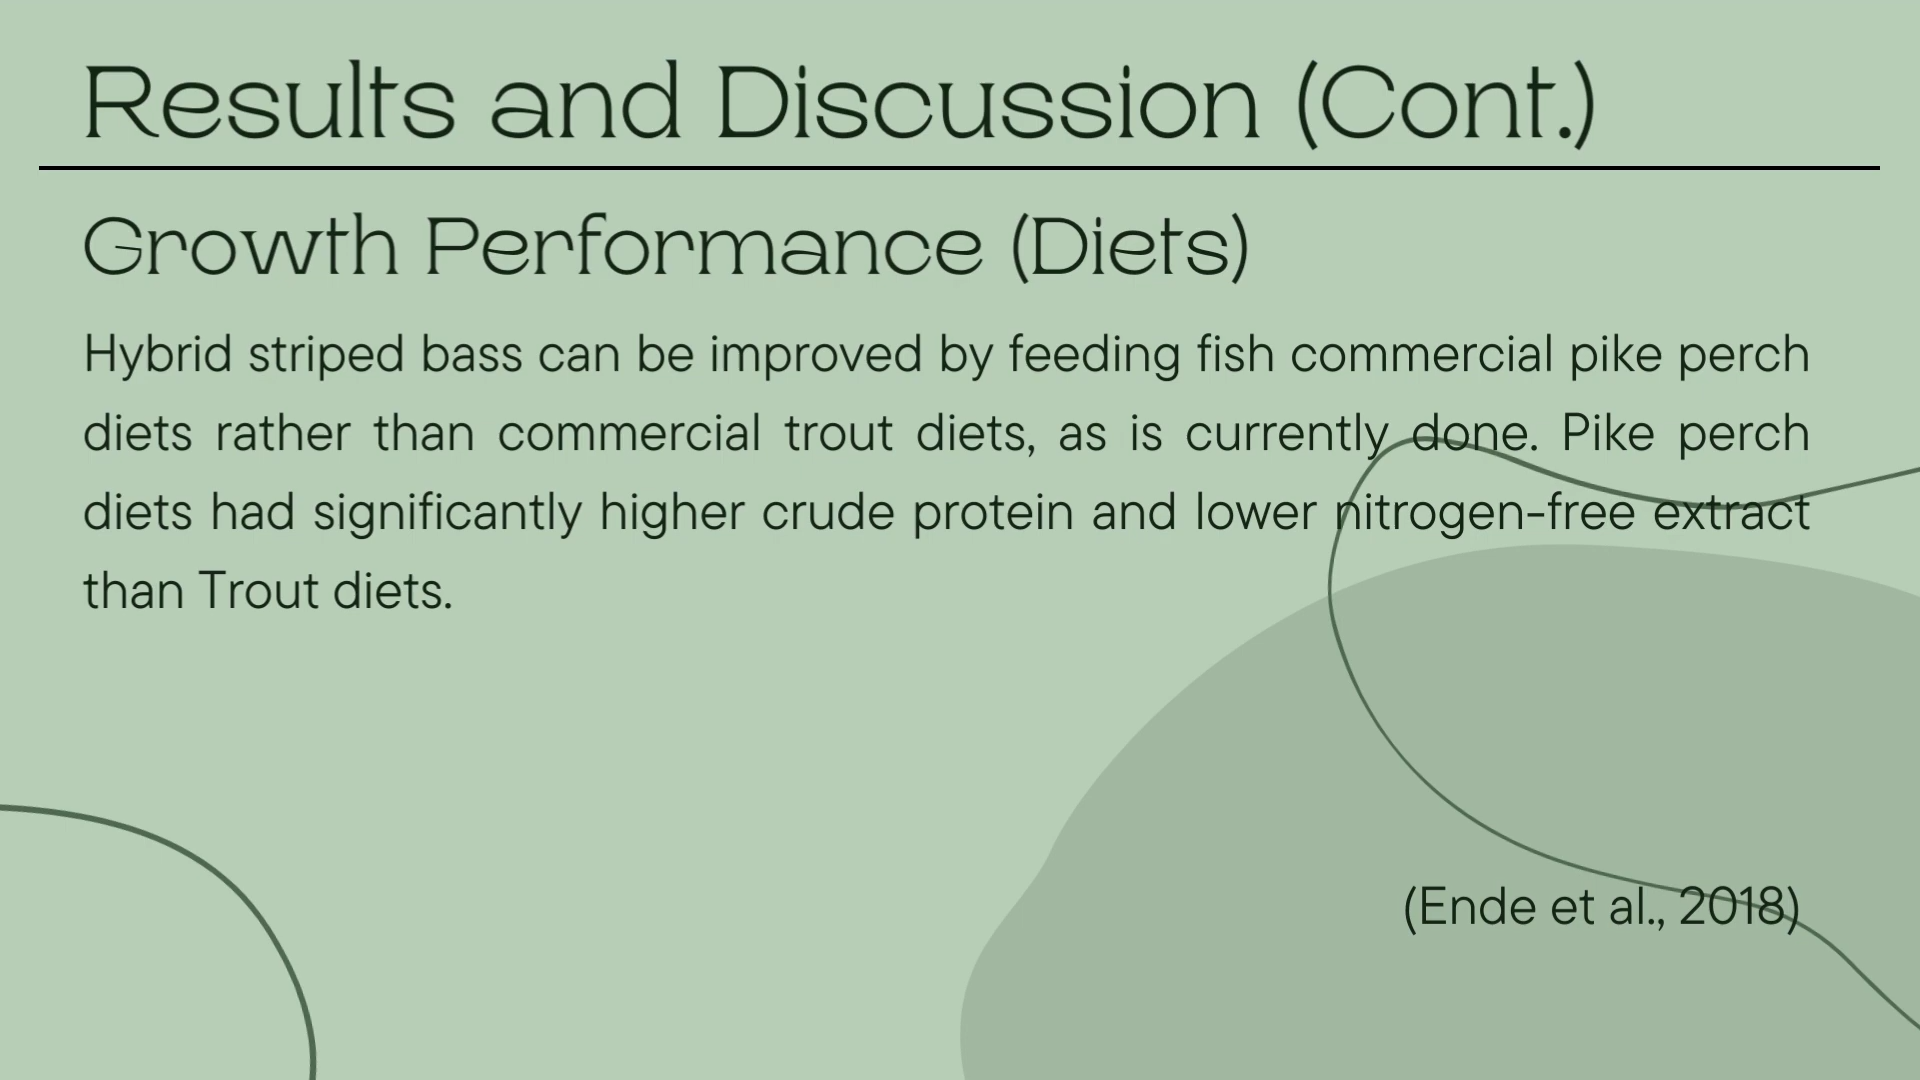 Results and Discussion (Cont.)
Growth Performance (Diets)
Hybrid striped bass can be improved by feeding fish commercial pike perch
diets rather than commercial trout diets, as is currently done. Pike perch
diets had significantly higher crude protein and lower nitrogen-free extract
than Trout diets.
(Ende et al., 2018)